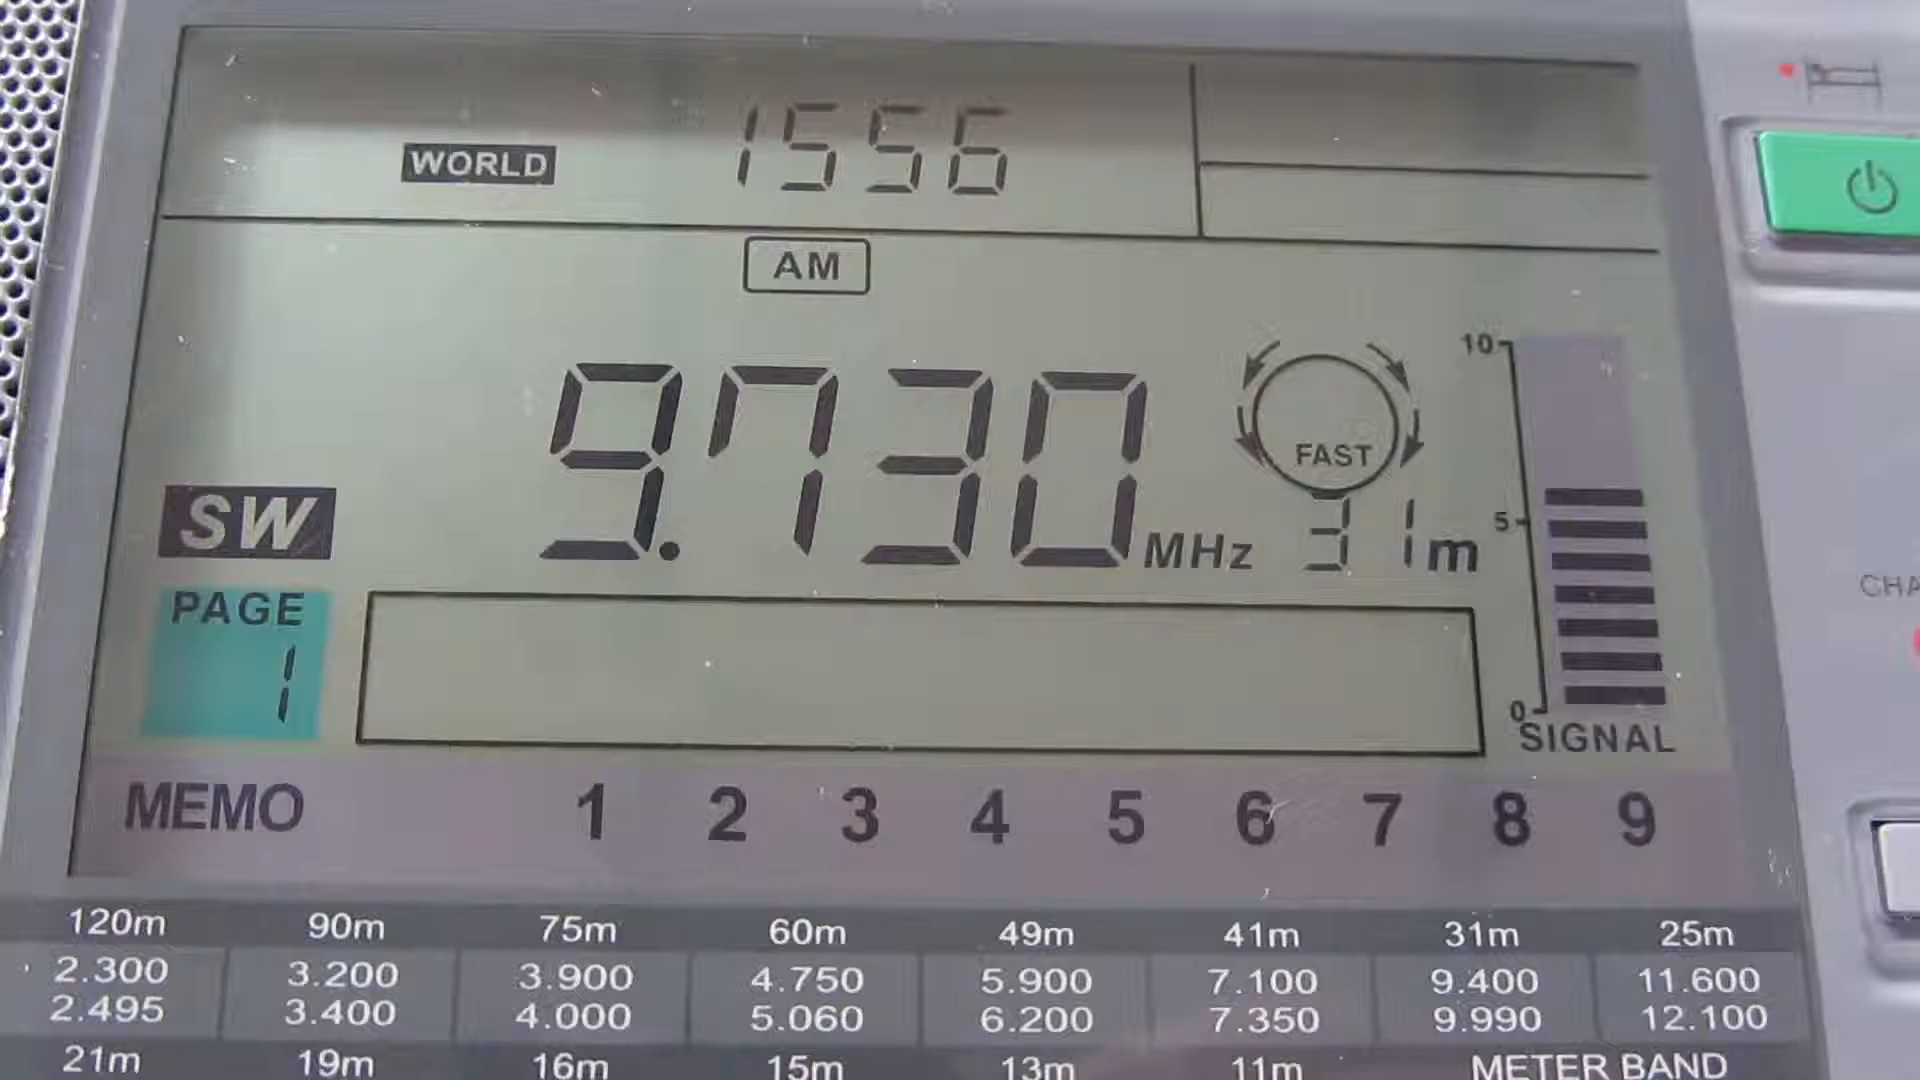 WORLD 1556
AM
9.730 MHz 31 m
FAST
10
5
0
SIGNAL
SW
PAGE
1
MEMO 1 2 3 4 5 6 7 8 9
120m 90m 75m 60m 49m 41m 31m 25m
2.300 3.200 3.900 4.750 5.900 7.100 9.400 11.600
2.495 3.400 4.000 5.060 6.200 7.350 9.990 12.100
21m 19m 16m 15m 13m 11m METER BAND